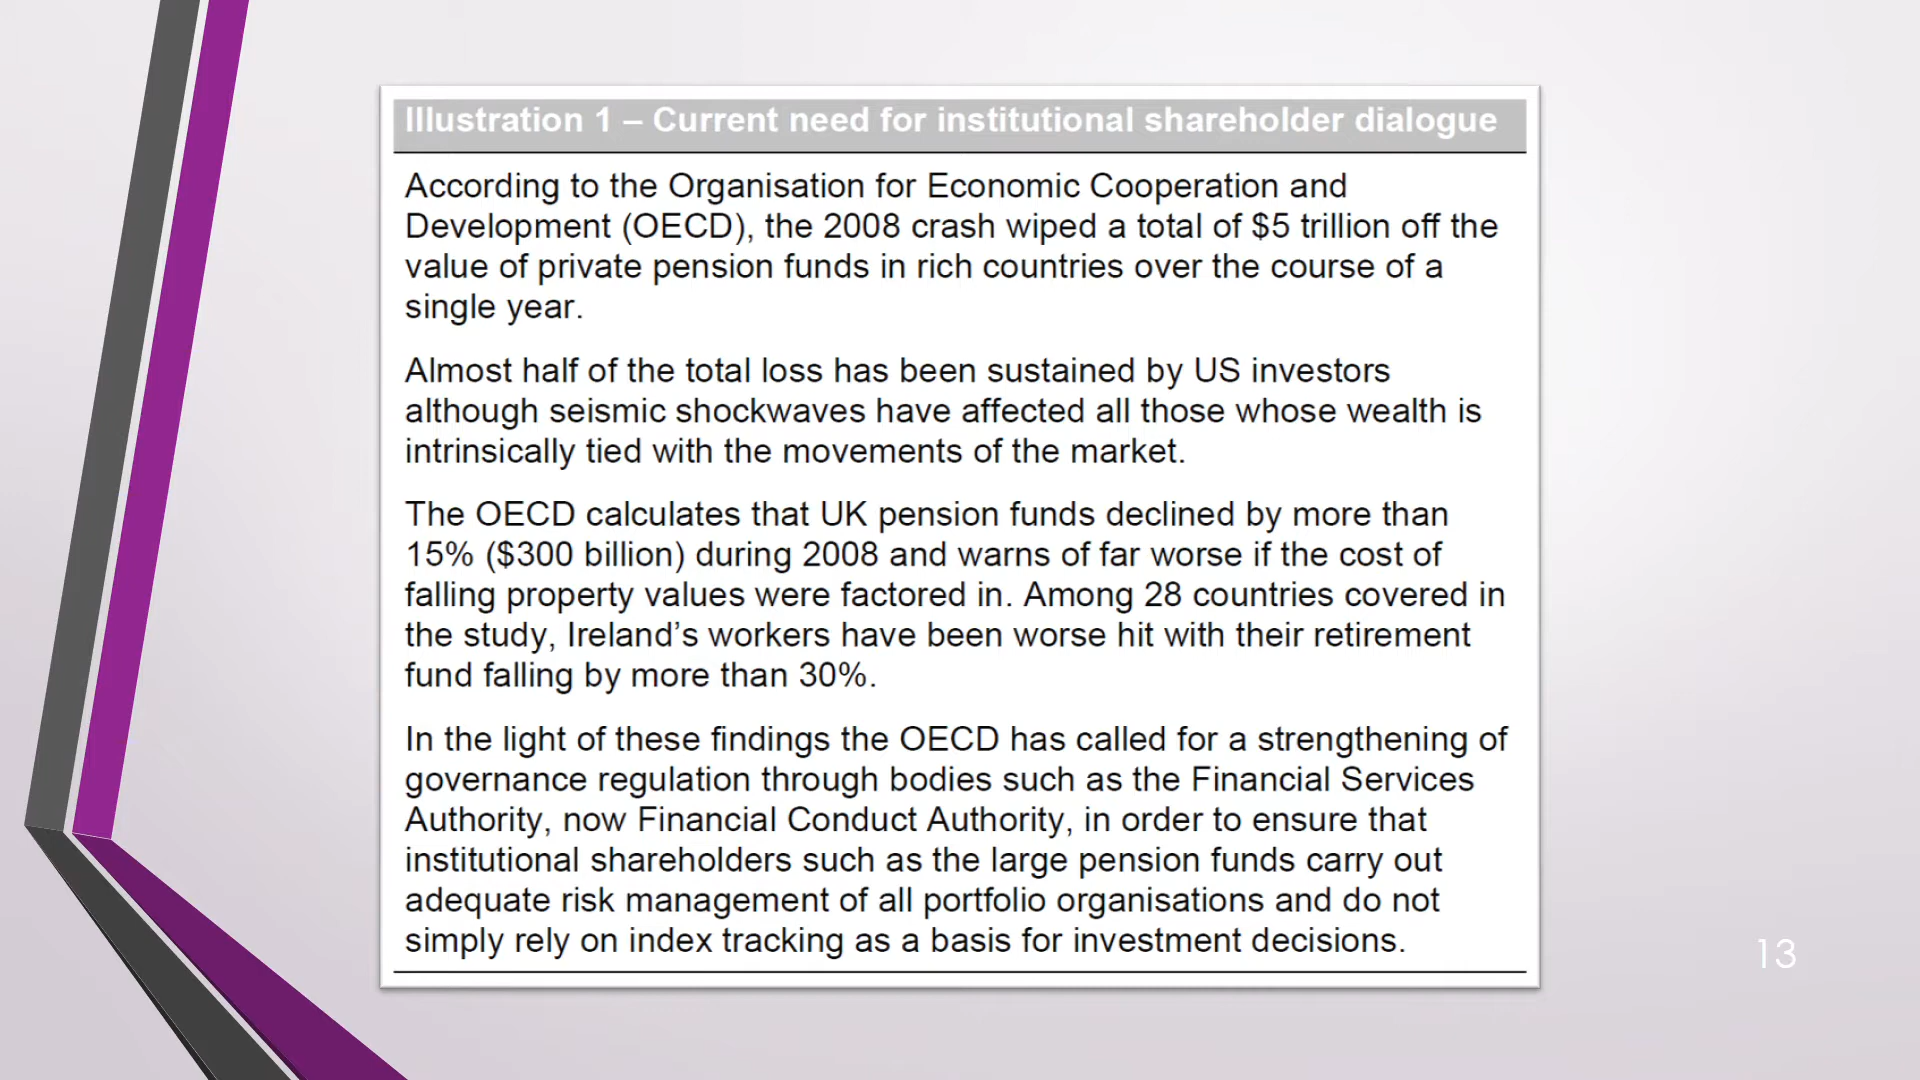 Illustration 1 – Current need for institutional shareholder dialogue
According to the Organisation for Economic Cooperation and
Development (OECD), the 2008 crash wiped a total of $5 trillion off the
value of private pension funds in rich countries over the course of a
single year.
Almost half of the total loss has been sustained by US investors
although seismic shockwaves have affected all those whose wealth is
intrinsically tied with the movements of the market.
The OECD calculates that UK pension funds declined by more than
15% ($300 billion) during 2008 and warns of far worse if the cost of
falling property values were factored in. Among 28 countries covered in
the study, Ireland’s workers have been worse hit with their retirement
fund falling by more than 30%.
In the light of these findings the OECD has called for a strengthening of
governance regulation through bodies such as the Financial Services
Authority, now Financial Conduct Authority, in order to ensure that
institutional shareholders such as the large pension funds carry out
adequate risk management of all portfolio organisations and do not
simply rely on index tracking as a basis for investment decisions.
13